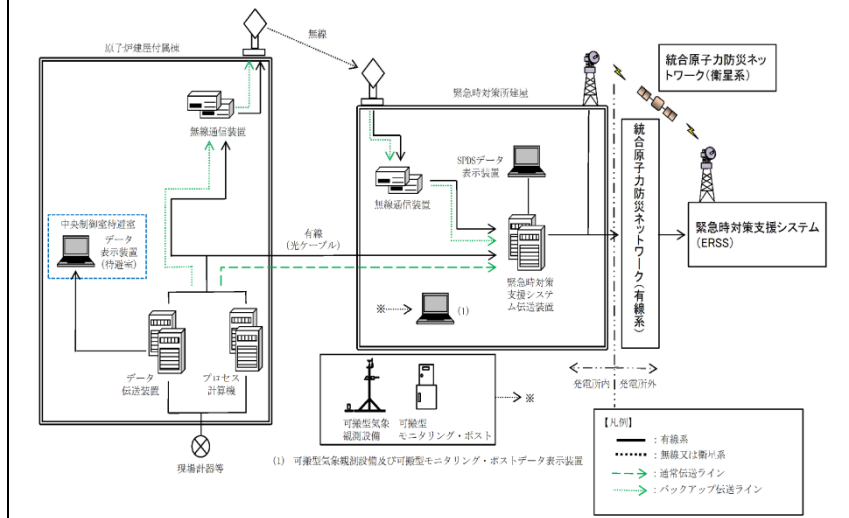 原子炉建屋付属棟
無線
緊急時対策所建屋
統合原子力防災ネッ
トワーク(衛星系)
無線通信装置
SPDSデータ
表示装置
無線通信装置
統合原子力防災ネットワーク(有線系)
緊急時対策支援システム
(ERSS)
中央制御室待避室
データ
表示装置
(待避室)
有線
(光ケーブル)
緊急時対策
支援システ
ム伝送装置
※
(1)
データ
伝送装置
プロセス
計算機
発電所内
発電所外
※
可搬型気象
観測設備
可搬型
モニタリング・ポスト
現場計器等
(1) 可搬型気象観測設備及び可搬型モニタリング・ポストデータ表示装置
【凡例】
:有線系
:無線又は衛星系
:通常伝送ライン
:バックアップ伝送ライン